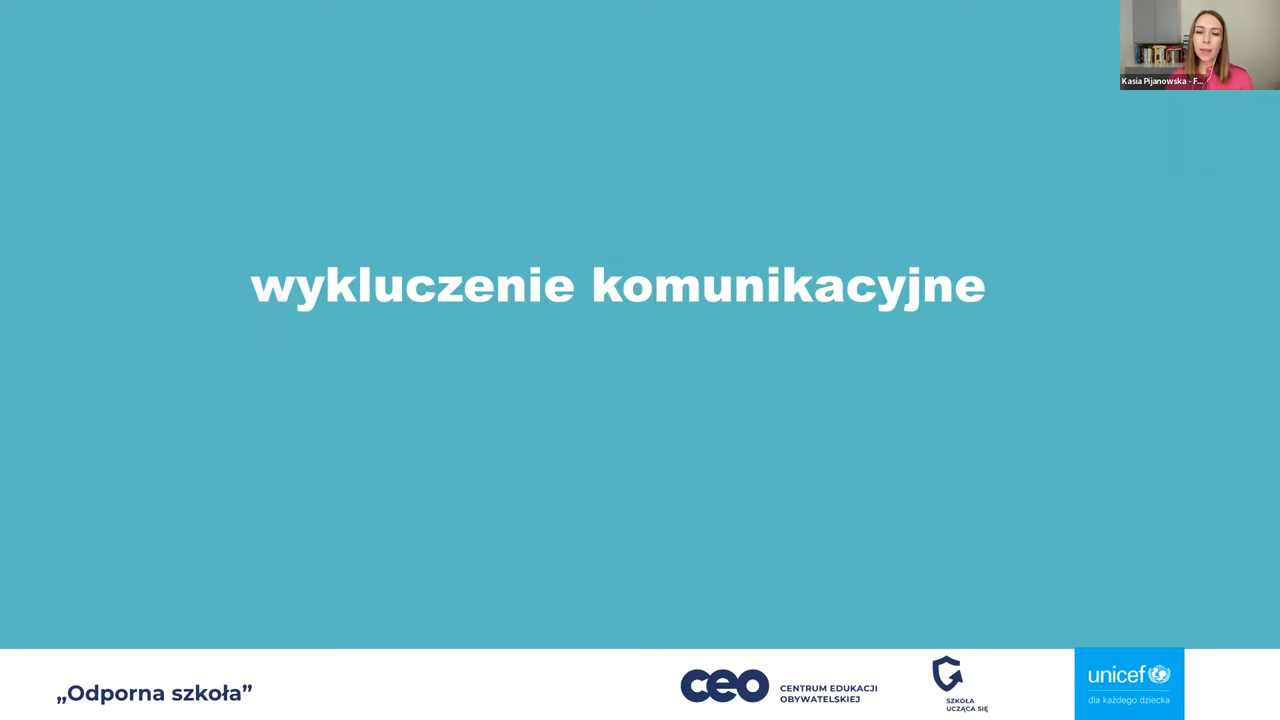 Kasia Pijanowska - F...
wykluczenie komunikacyjne
„Odporna szkoła”
ceo
CENTRUM EDUKACJI
OBYWATELSKIEJ
SZKOŁA
UCZĄCA SIĘ
unicef
dla każdego dziecka